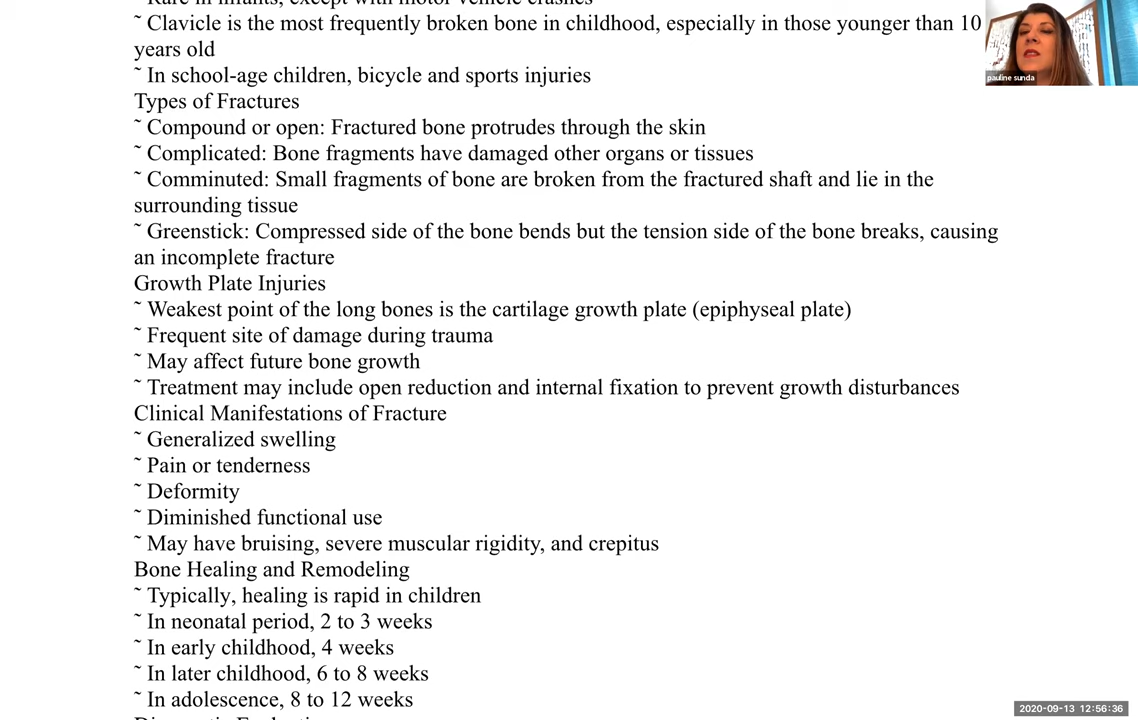 Rare in infants, except with motor vehicle crashes
˜ Clavicle is the most frequently broken bone in childhood, especially in those younger than 10
years old
˜ In school-age children, bicycle and sports injuries
Types of Fractures
˜ Compound or open: Fractured bone protrudes through the skin
˜ Complicated: Bone fragments have damaged other organs or tissues
˜ Comminuted: Small fragments of bone are broken from the fractured shaft and lie in the
surrounding tissue
˜ Greenstick: Compressed side of the bone bends but the tension side of the bone breaks, causing
an incomplete fracture
Growth Plate Injuries
˜ Weakest point of the long bones is the cartilage growth plate (epiphyseal plate)
˜ Frequent site of damage during trauma
˜ May affect future bone growth
˜ Treatment may include open reduction and internal fixation to prevent growth disturbances
Clinical Manifestations of Fracture
˜ Generalized swelling
˜ Pain or tenderness
˜ Deformity
˜ Diminished functional use
˜ May have bruising, severe muscular rigidity, and crepitus
Bone Healing and Remodeling
˜ Typically, healing is rapid in children
˜ In neonatal period, 2 to 3 weeks
˜ In early childhood, 4 weeks
˜ In later childhood, 6 to 8 weeks
˜ In adolescence, 8 to 12 weeks
pauline sunda
2020-09-13 12:56:36